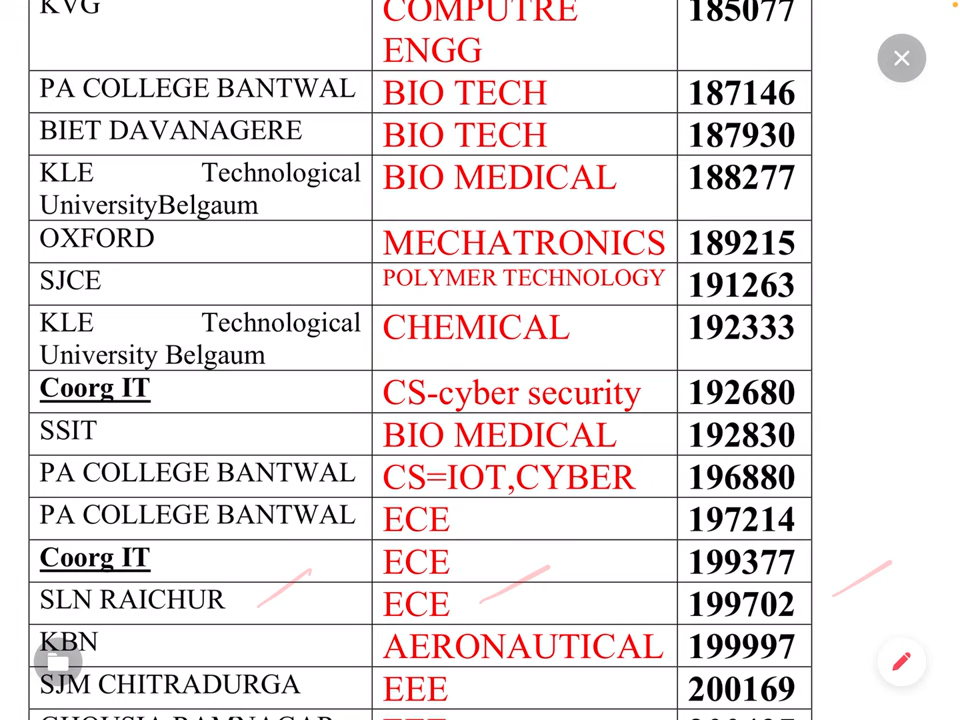 KVG COMPUTRE 185077
ENGG
PA COLLEGE BANTWAL BIO TECH 187146
BIET DAVANAGERE BIO TECH 187930
KLE Technological BIO MEDICAL 188277
UniversityBelgaum
OXFORD MECHATRONICS 189215
SJCE POLYMER TECHNOLOGY 191263
KLE Technological CHEMICAL 192333
University Belgaum
Coorg IT CS-cyber security 192680
SSIT BIO MEDICAL 192830
PA COLLEGE BANTWAL CS=IOT,CYBER 196880
PA COLLEGE BANTWAL ECE 197214
Coorg IT ECE 199377
SLN RAICHUR ECE 199702
KBN AERONAUTICAL 199997
SJM CHITRADURGA EEE 200169